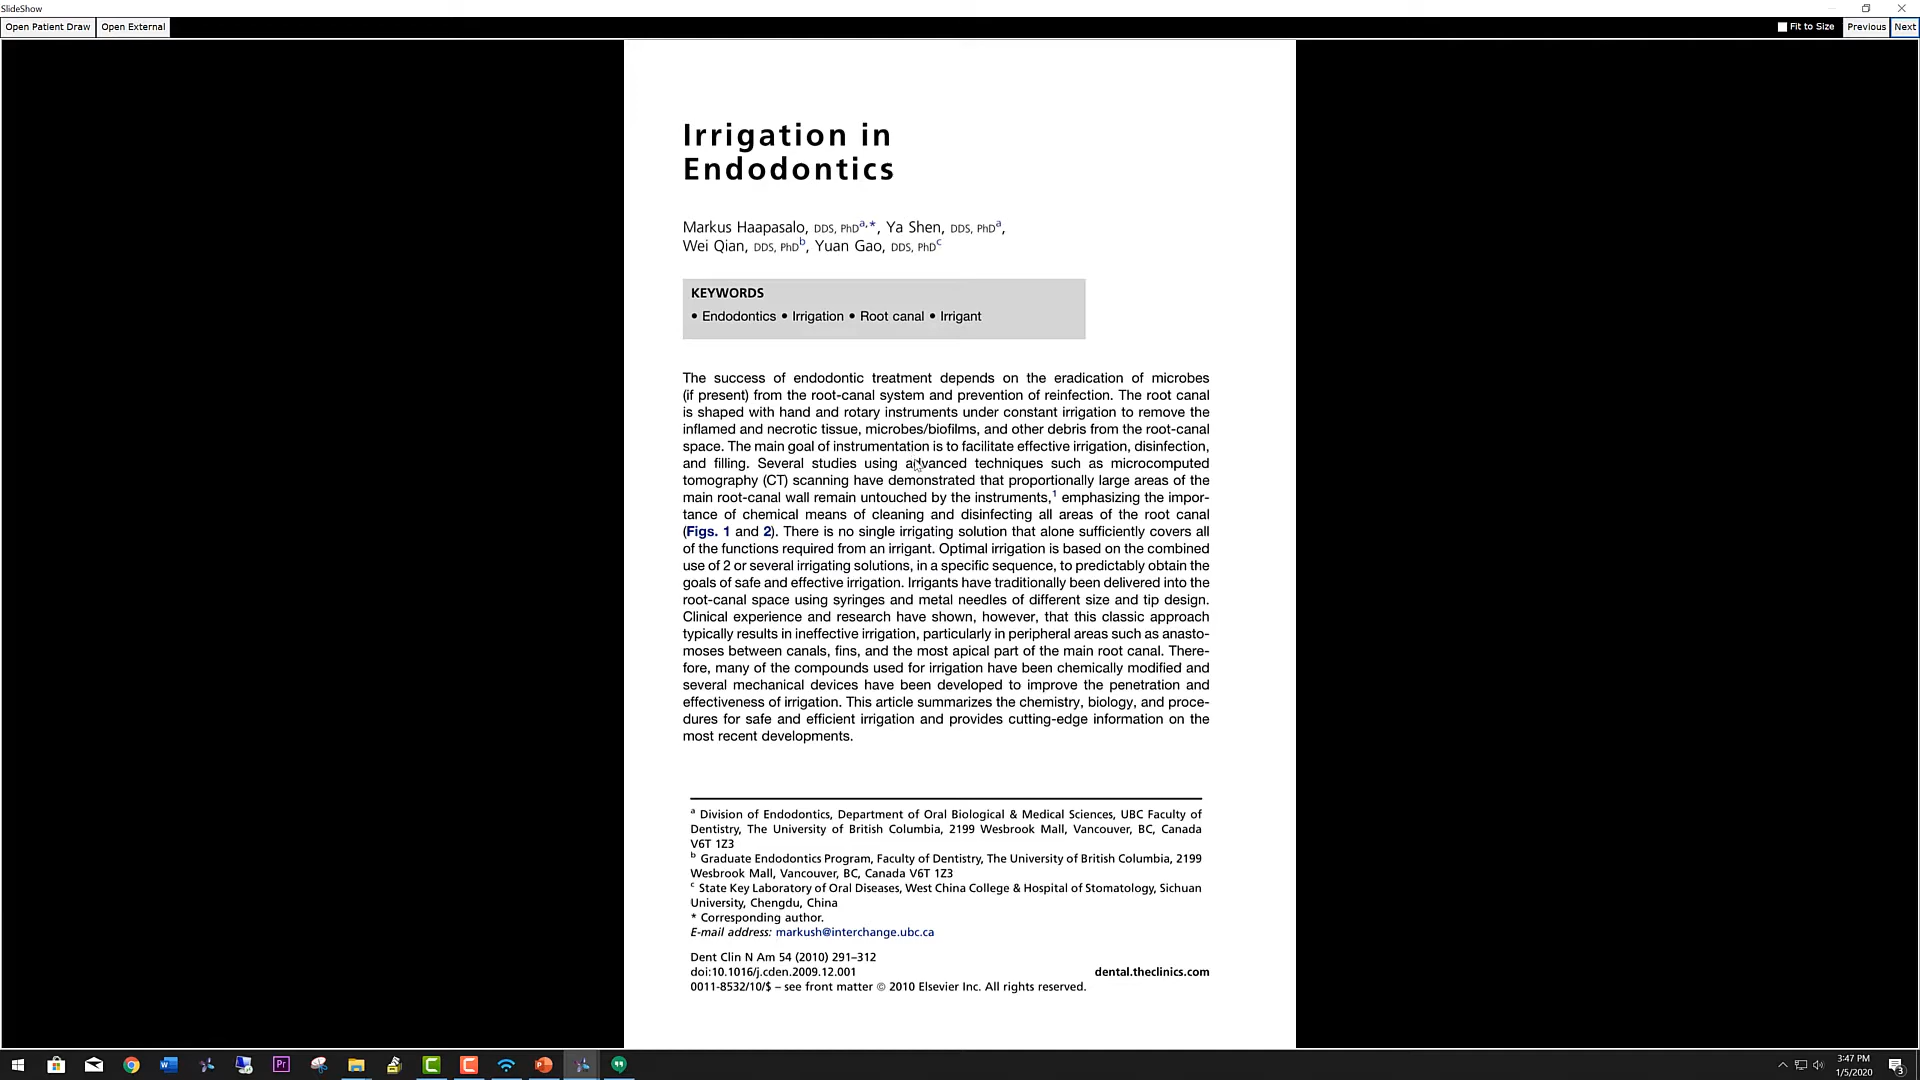 SlideShow
Open Patient Draw
Open External
Fit to Size
Previous
Next
Irrigation in
Endodontics
Markus Haapasalo, DDS, PhDa,*, Ya Shen, DDS, PhDa,
Wei Qian, DDS, PhDb, Yuan Gao, DDS, PhDc
KEYWORDS
• Endodontics • Irrigation • Root canal • Irrigant
The success of endodontic treatment depends on the eradication of microbes
(if present) from the root-canal system and prevention of reinfection. The root canal
is shaped with hand and rotary instruments under constant irrigation to remove the
inflamed and necrotic tissue, microbes/biofilms, and other debris from the root-canal
space. The main goal of instrumentation is to facilitate effective irrigation, disinfection,
and filling. Several studies using advanced techniques such as microcomputed
tomography (CT) scanning have demonstrated that proportionally large areas of the
main root-canal wall remain untouched by the instruments,1 emphasizing the impor-
tance of chemical means of cleaning and disinfecting all areas of the root canal
(Figs. 1 and 2). There is no single irrigating solution that alone sufficiently covers all
of the functions required from an irrigant. Optimal irrigation is based on the combined
use of 2 or several irrigating solutions, in a specific sequence, to predictably obtain the
goals of safe and effective irrigation. Irrigants have traditionally been delivered into the
root-canal space using syringes and metal needles of different size and tip design.
Clinical experience and research have shown, however, that this classic approach
typically results in ineffective irrigation, particularly in peripheral areas such as anasto-
moses between canals, fins, and the most apical part of the main root canal. There-
fore, many of the compounds used for irrigation have been chemically modified and
several mechanical devices have been developed to improve the penetration and
effectiveness of irrigation. This article summarizes the chemistry, biology, and proce-
dures for safe and efficient irrigation and provides cutting-edge information on the
most recent developments.
a Division of Endodontics, Department of Oral Biological & Medical Sciences, UBC Faculty of
Dentistry, The University of British Columbia, 2199 Wesbrook Mall, Vancouver, BC, Canada
V6T 1Z3
b Graduate Endodontics Program, Faculty of Dentistry, The University of British Columbia, 2199
Wesbrook Mall, Vancouver, BC, Canada V6T 1Z3
c State Key Laboratory of Oral Diseases, West China College & Hospital of Stomatology, Sichuan
University, Chengdu, China
* Corresponding author.
E-mail address: markush@interchange.ubc.ca
Dent Clin N Am 54 (2010) 291–312
doi:10.1016/j.cden.2009.12.001
dental.theclinics.com
0011-8532/10/$ – see front matter © 2010 Elsevier Inc. All rights reserved.
3:47 PM
1/5/2020